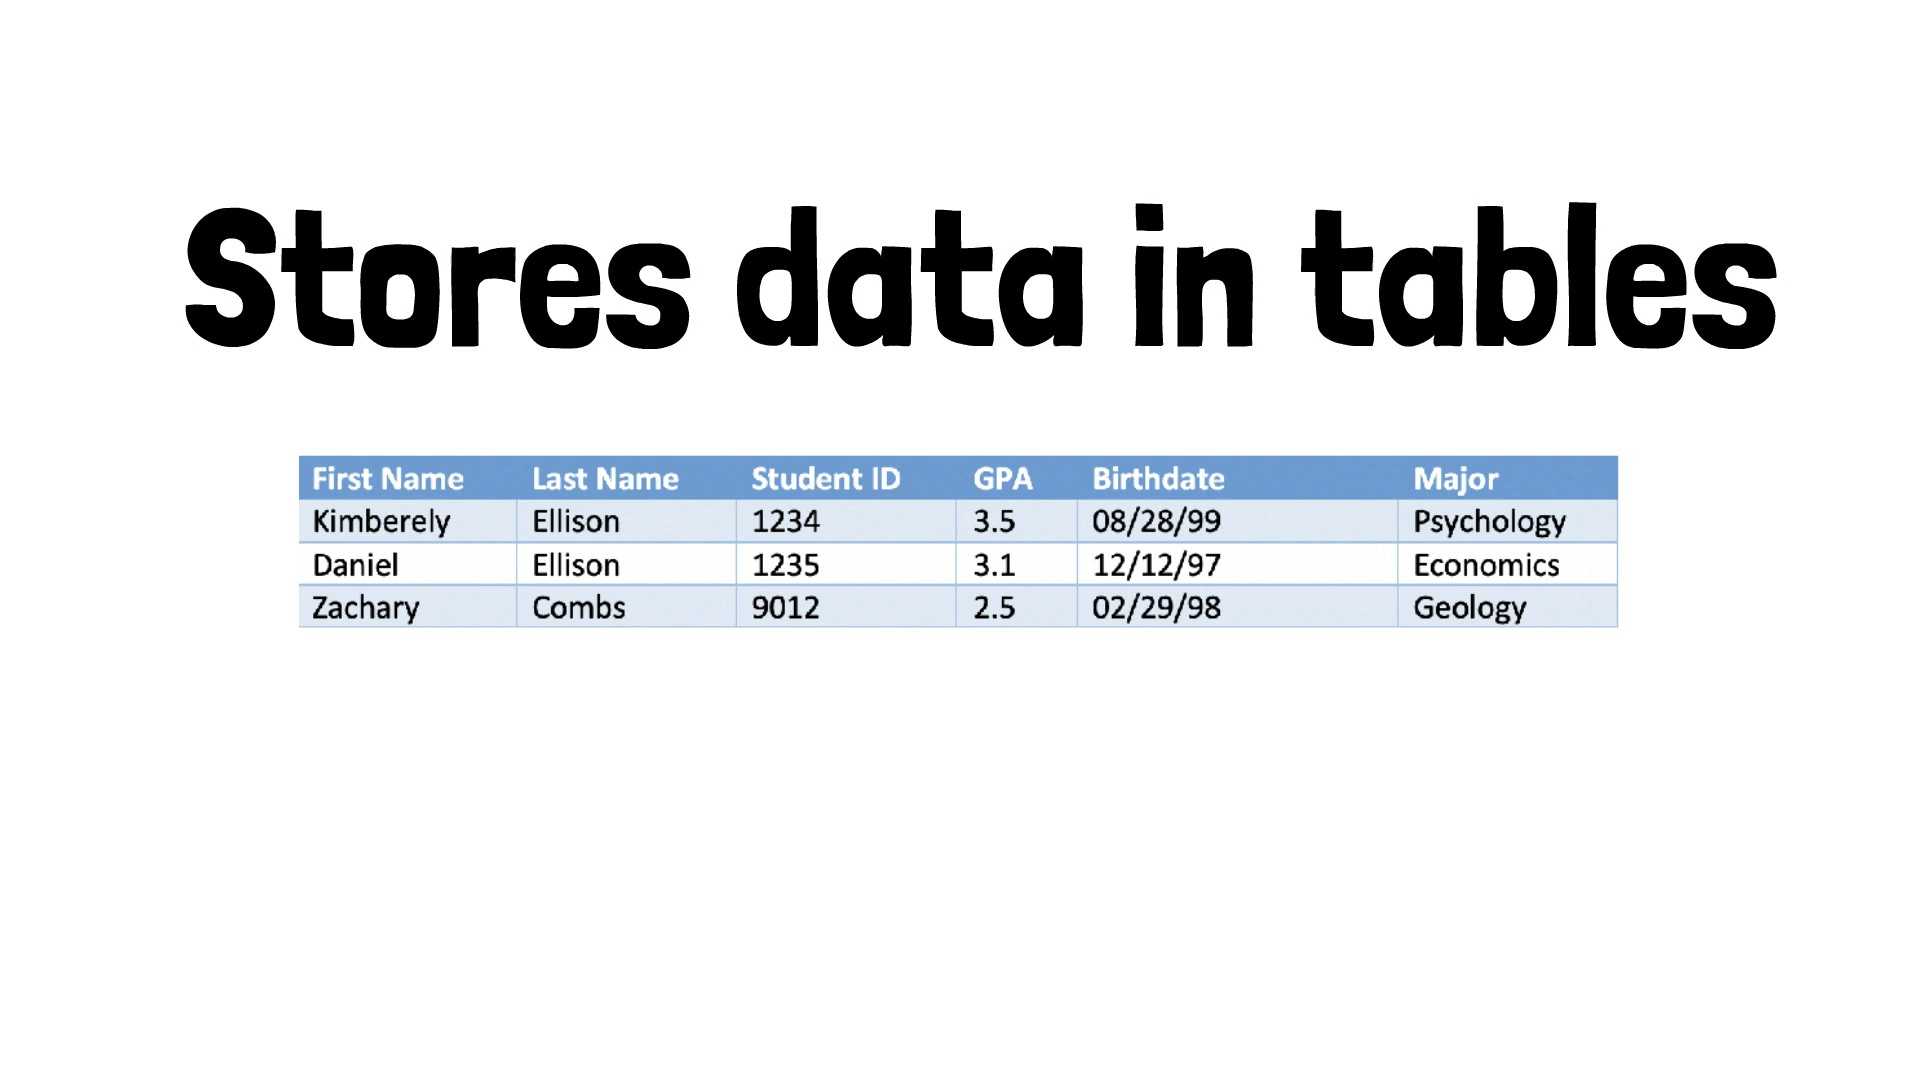 Stores data in tables
First Name Last Name Student ID GPA Birthdate Major
Kimberely Ellison 1234 3.5 08/28/99 Psychology
Daniel Ellison 1235 3.1 12/12/97 Economics
Zachary Combs 9012 2.5 02/29/98 Geology